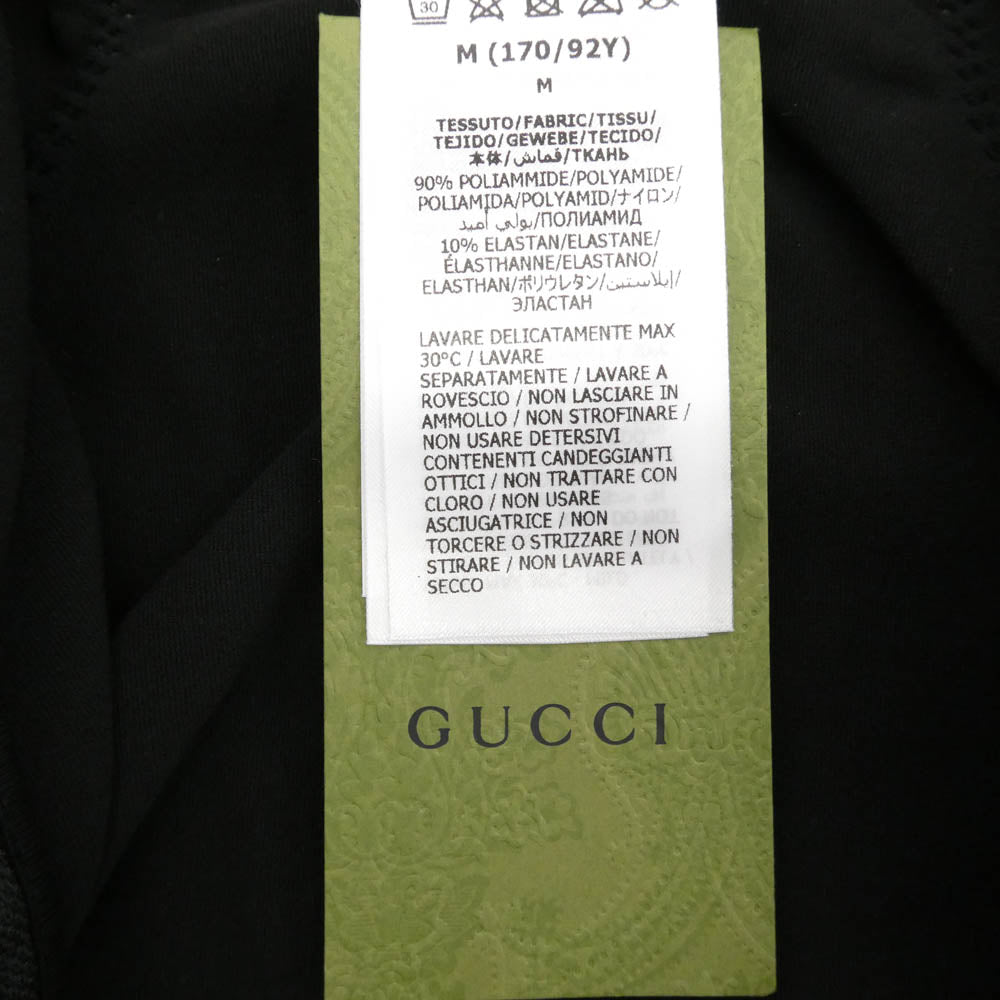 30
M (170/92Y)
M
TESSUTO/FABRIC/TISSU/
TEJIDO/GEWEBE/TECIDO/
本体/قماش/ТКАНЬ
90% POLIAMMIDE/POLYAMIDE/
POLIAMIDA/POLYAMID/ナイロン/
بولي أميد/ПОЛИАМИД
10% ELASTAN/ELASTANE/
ÉLASTHANNE/ELASTANO/
ELASTHAN/ポリウレタン/إيلاستين/
ЭЛАСТАН
LAVARE DELICATAMENTE MAX
30°C / LAVARE
SEPARATAMENTE / LAVARE A
ROVESCIO / NON LASCIARE IN
AMMOLLO / NON STROFINARE /
NON USARE DETERSIVI
CONTENENTI CANDEGGIANTI
OTTICI / NON TRATTARE CON
CLORO / NON USARE
ASCIUGATRICE / NON
TORCERE O STRIZZARE / NON
STIRARE / NON LAVARE A
SECCO
GUCCI